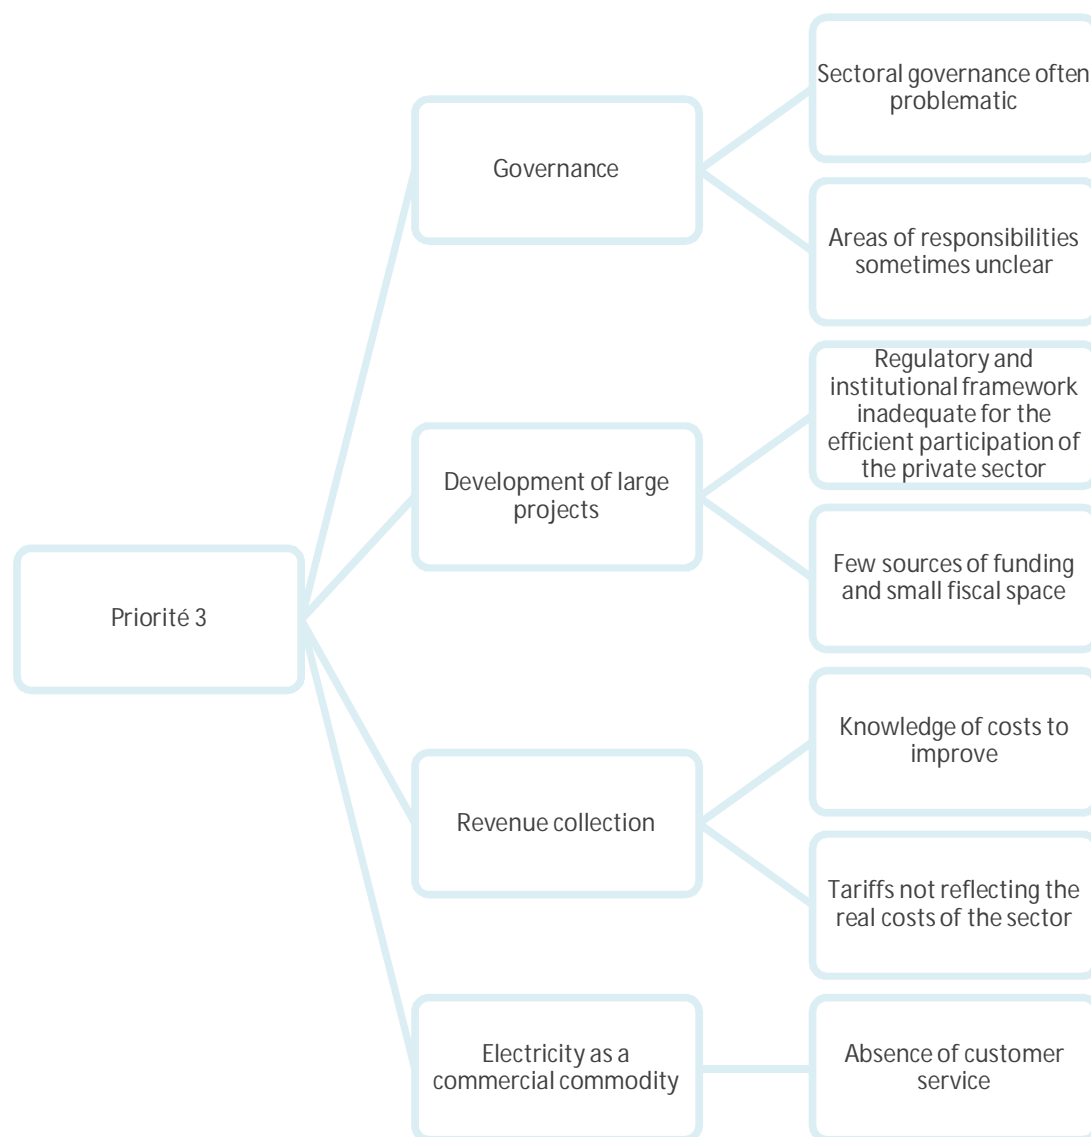 Priorité 3
Governance
Sectoral governance often
problematic
Areas of responsibilities
sometimes unclear
Development of large
projects
Regulatory and
institutional framework
inadequate for the
efficient participation of
the private sector
Few sources of funding
and small fiscal space
Revenue collection
Knowledge of costs to
improve
Tariffs not reflecting the
real costs of the sector
Electricity as a
commercial commodity
Absence of customer
service